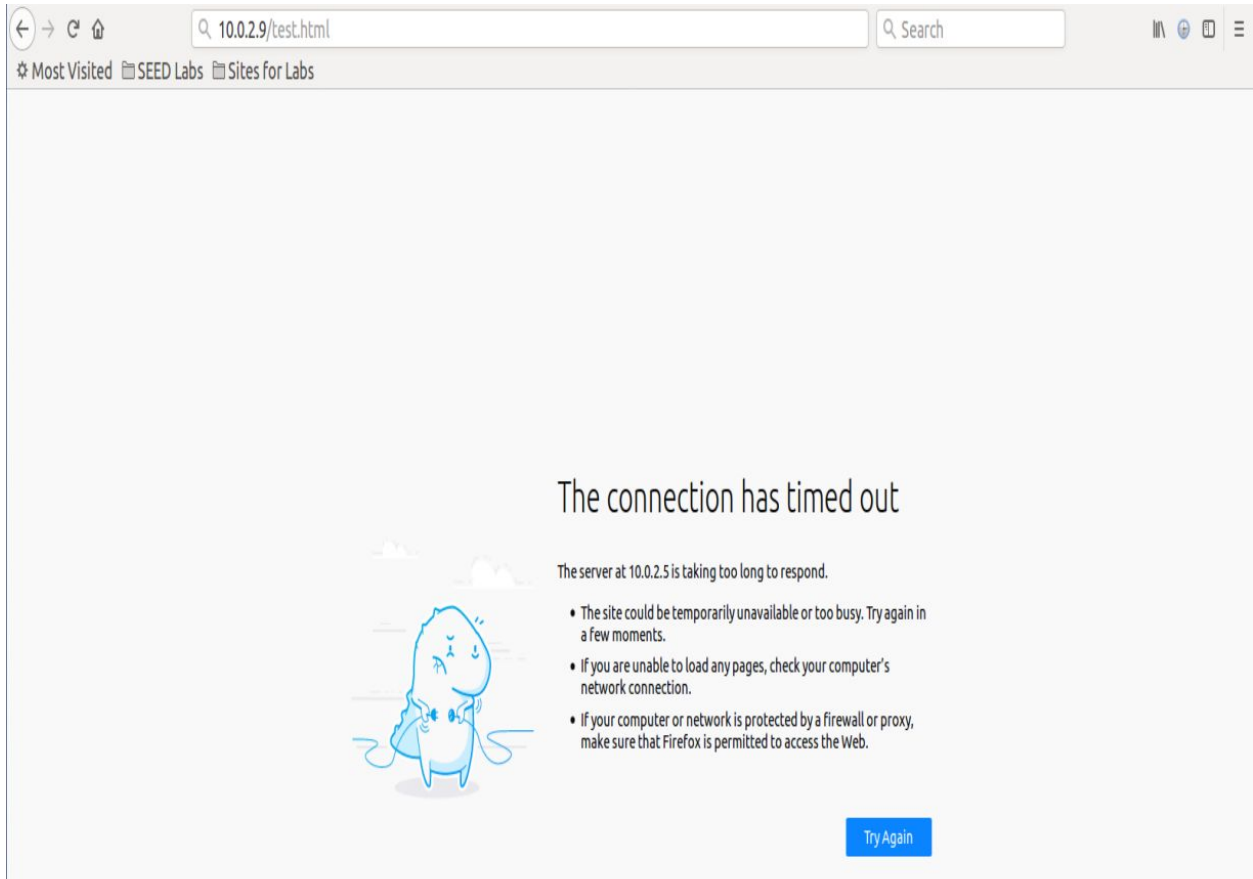 10.0.2.9/test.html
Search
Most Visited SEED Labs Sites for Labs
The connection has timed out
The server at 10.0.2.5 is taking too long to respond.
• The site could be temporarily unavailable or too busy. Try again in
a few moments.
• If you are unable to load any pages, check your computer's
network connection.
• If your computer or network is protected by a firewall or proxy,
make sure that Firefox is permitted to access the Web.
Try Again